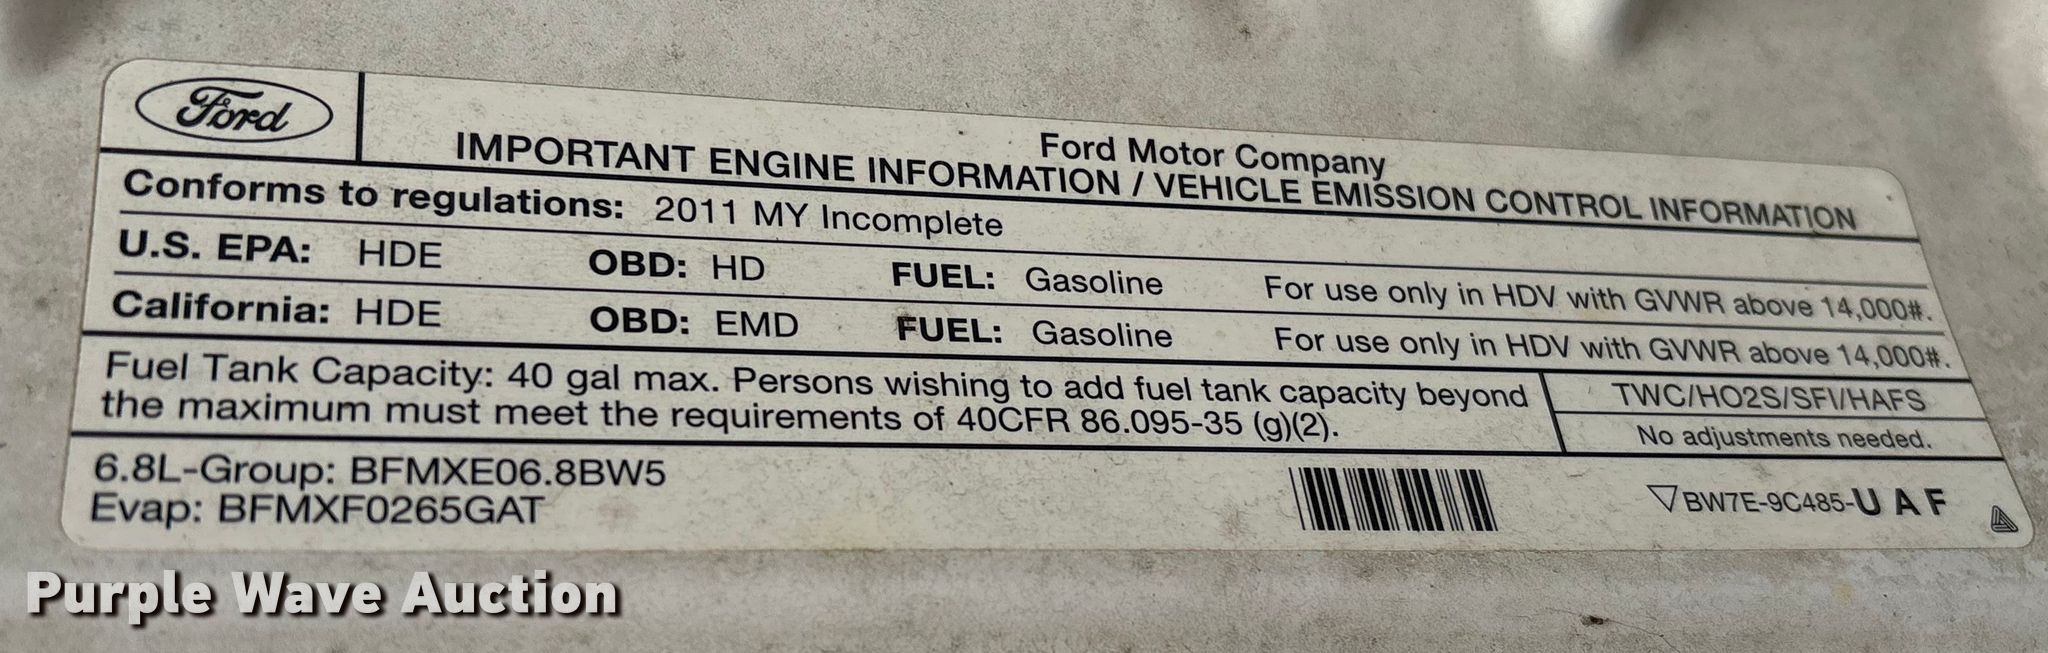 Ford
Ford Motor Company
IMPORTANT ENGINE INFORMATION / VEHICLE EMISSION CONTROL INFORMATION
Conforms to regulations: 2011 MY Incomplete
U.S. EPA: HDE OBD: HD FUEL: Gasoline For use only in HDV with GVWR above 14,000#.
California: HDE OBD: EMD FUEL: Gasoline For use only in HDV with GVWR above 14,000#.
Fuel Tank Capacity: 40 gal max. Persons wishing to add fuel tank capacity beyond
the maximum must meet the requirements of 40CFR 86.095-35 (g)(2).
TWC/HO2S/SFI/HAFS
No adjustments needed.
6.8L-Group: BFMXE06.8BW5
Evap: BFMXF0265GAT
BW7E-9C485-U A F
Purple Wave Auction